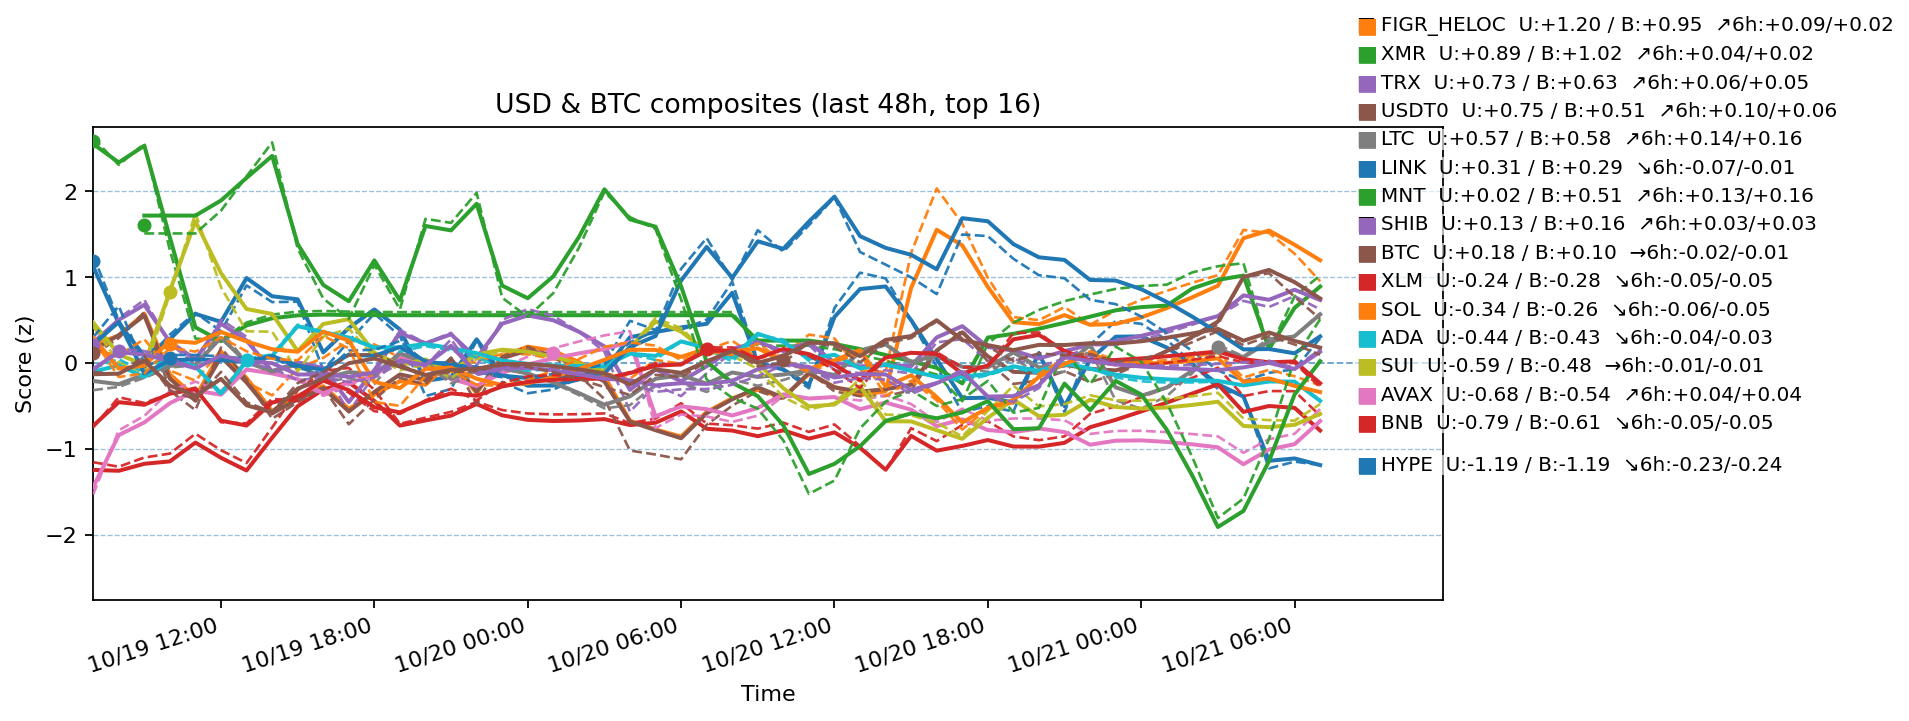 FIGR_HELOC U:+1.20 / B:+0.95 ↗6h:+0.09/+0.02
XMR U:+0.89 / B:+1.02 ↗6h:+0.04/+0.02
TRX U:+0.73 / B:+0.63 ↗6h:+0.06/+0.05
USDT0 U:+0.75 / B:+0.51 ↗6h:+0.10/+0.06
LTC U:+0.57 / B:+0.58 ↗6h:+0.14/+0.16
LINK U:+0.31 / B:+0.29 ↘6h:-0.07/-0.01
MNT U:+0.02 / B:+0.51 ↗6h:+0.13/+0.16
SHIB U:+0.13 / B:+0.16 ↗6h:+0.03/+0.03
BTC U:+0.18 / B:+0.10 →6h:-0.02/-0.01
XLM U:-0.24 / B:-0.28 ↘6h:-0.05/-0.05
SOL U:-0.34 / B:-0.26 ↘6h:-0.06/-0.05
ADA U:-0.44 / B:-0.43 ↘6h:-0.04/-0.03
SUI U:-0.59 / B:-0.48 →6h:-0.01/-0.01
AVAX U:-0.68 / B:-0.54 ↗6h:+0.04/+0.04
BNB U:-0.79 / B:-0.61 ↘6h:-0.05/-0.05
HYPE U:-1.19 / B:-1.19 ↘6h:-0.23/-0.24
USD & BTC composites (last 48h, top 16)
Score (z)
2
1
0
−1
−2
10/19 12:00
10/19 18:00
10/20 00:00
10/20 06:00
10/20 12:00
10/20 18:00
10/21 00:00
10/21 06:00
Time